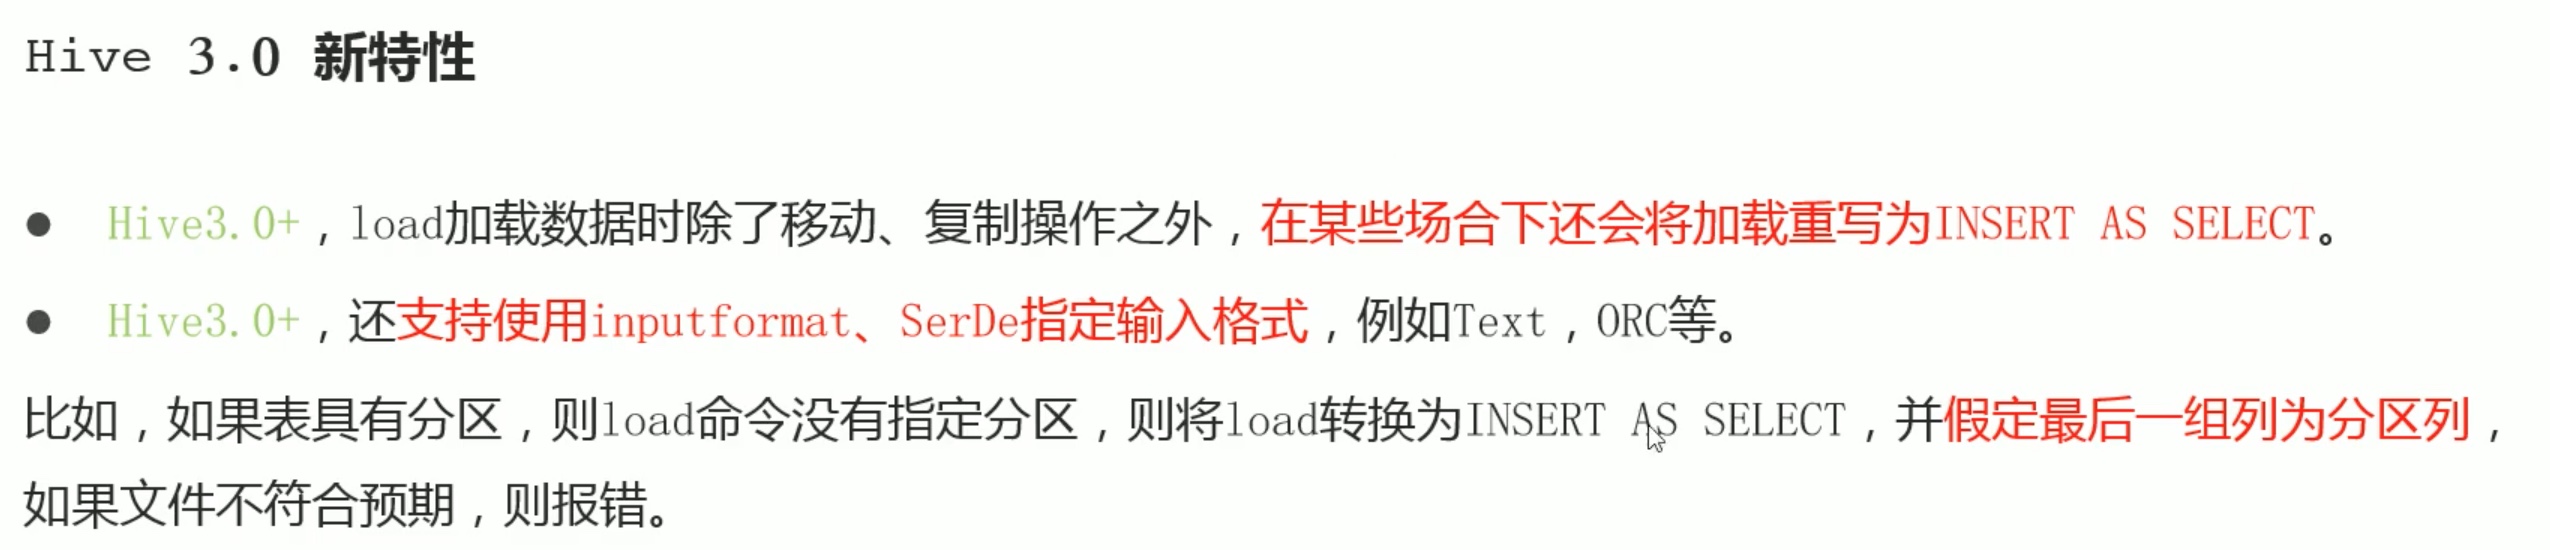 Hive 3.0 新特性
● Hive3.0+，load加载数据时除了移动、复制操作之外，在某些场合下还会将加载重写为INSERT AS SELECT。
● Hive3.0+，还支持使用inputformat、SerDe指定输入格式，例如Text，ORC等。
比如，如果表具有分区，则load命令没有指定分区，则将load转换为INSERT AS SELECT，并假定最后一组列为分区列，
如果文件不符合预期，则报错。